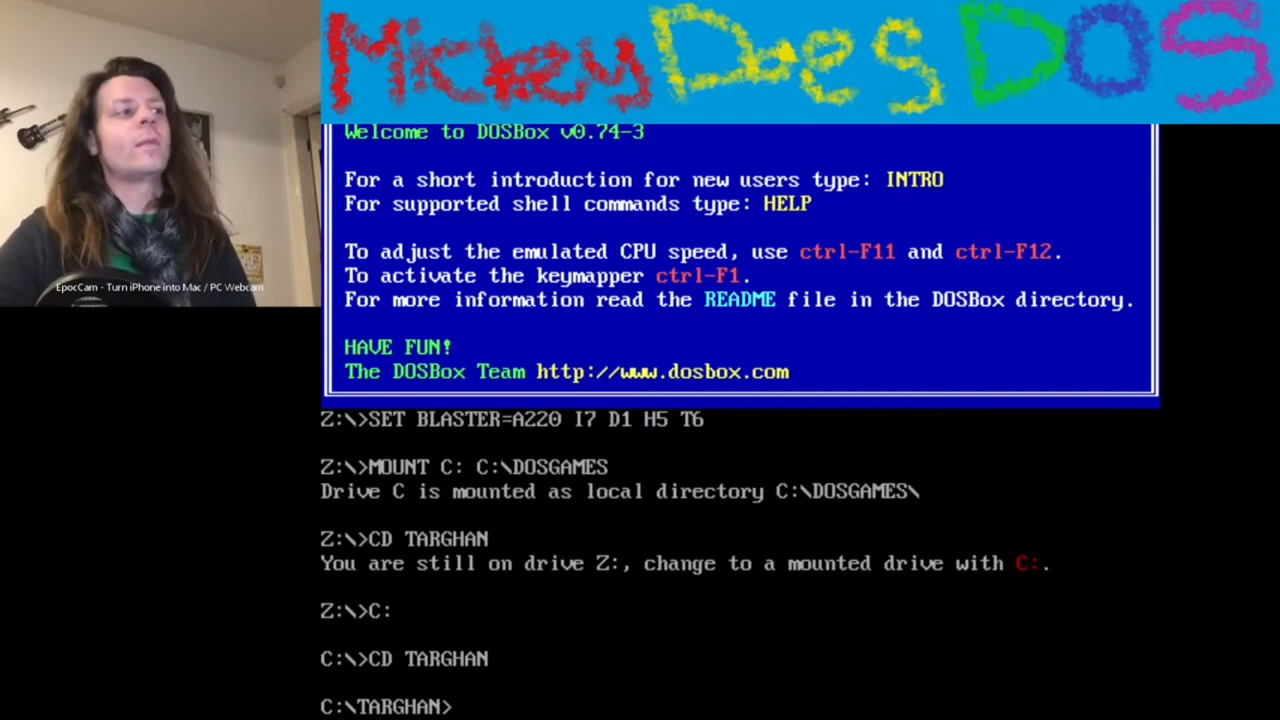 Mickey Does DOS
Welcome to DOSBox v0.74-3
For a short introduction for new users type: INTRO
For supported shell commands type: HELP
To adjust the emulated CPU speed, use ctrl-F11 and ctrl-F12.
To activate the keymapper ctrl-F1.
For more information read the README file in the DOSBox directory.
HAVE FUN!
The DOSBox Team http://www.dosbox.com
EpocCam - Turn iPhone into Mac / PC Webcam
Z:\>SET BLASTER=A220 I7 D1 H5 T6
Z:\>MOUNT C: C:\DOSGAMES
Drive C is mounted as local directory C:\DOSGAMES\
Z:\>CD TARGHAN
You are still on drive Z:, change to a mounted drive with C:.
Z:\>C:
C:\>CD TARGHAN
C:\TARGHAN>